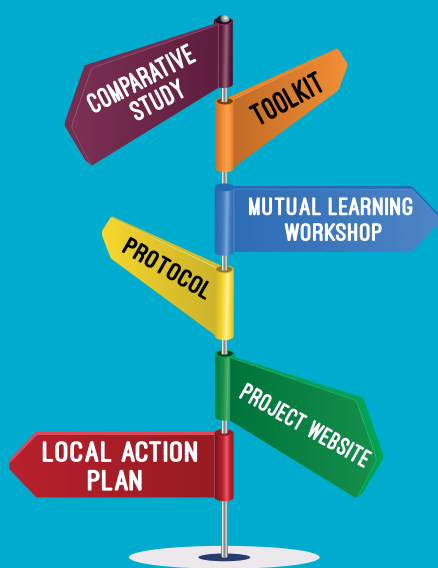 COMPARATIVE
STUDY
TOOLKIT
MUTUAL LEARNING
WORKSHOP
PROTOCOL
PROJECT WEBSITE
LOCAL ACTION
PLAN